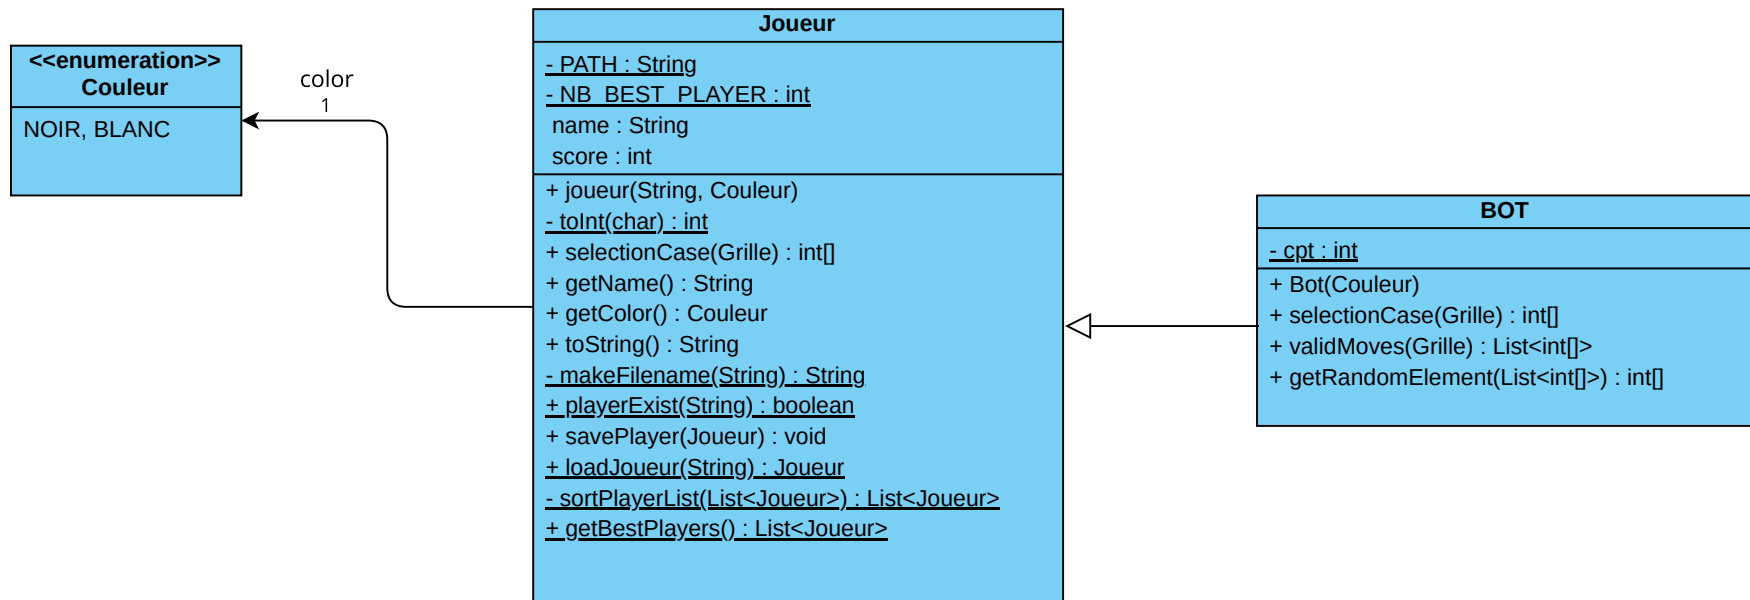 <<enumeration>>
Couleur
NOIR, BLANC
color
1
Joueur
- PATH : String
- NB_BEST_PLAYER : int
name : String
score : int
+ joueur(String, Couleur)
- toInt(char) : int
+ selectionCase(Grille) : int[]
+ getName() : String
+ getColor() : Couleur
+ toString() : String
- makeFilename(String) : String
+ playerExist(String) : boolean
+ savePlayer(Joueur) : void
+ loadJoueur(String) : Joueur
- sortPlayerList(List<Joueur>) : List<Joueur>
+ getBestPlayers() : List<Joueur>
BOT
- cpt : int
+ Bot(Couleur)
+ selectionCase(Grille) : int[]
+ validMoves(Grille) : List<int[]>
+ getRandomElement(List<int[]>) : int[]